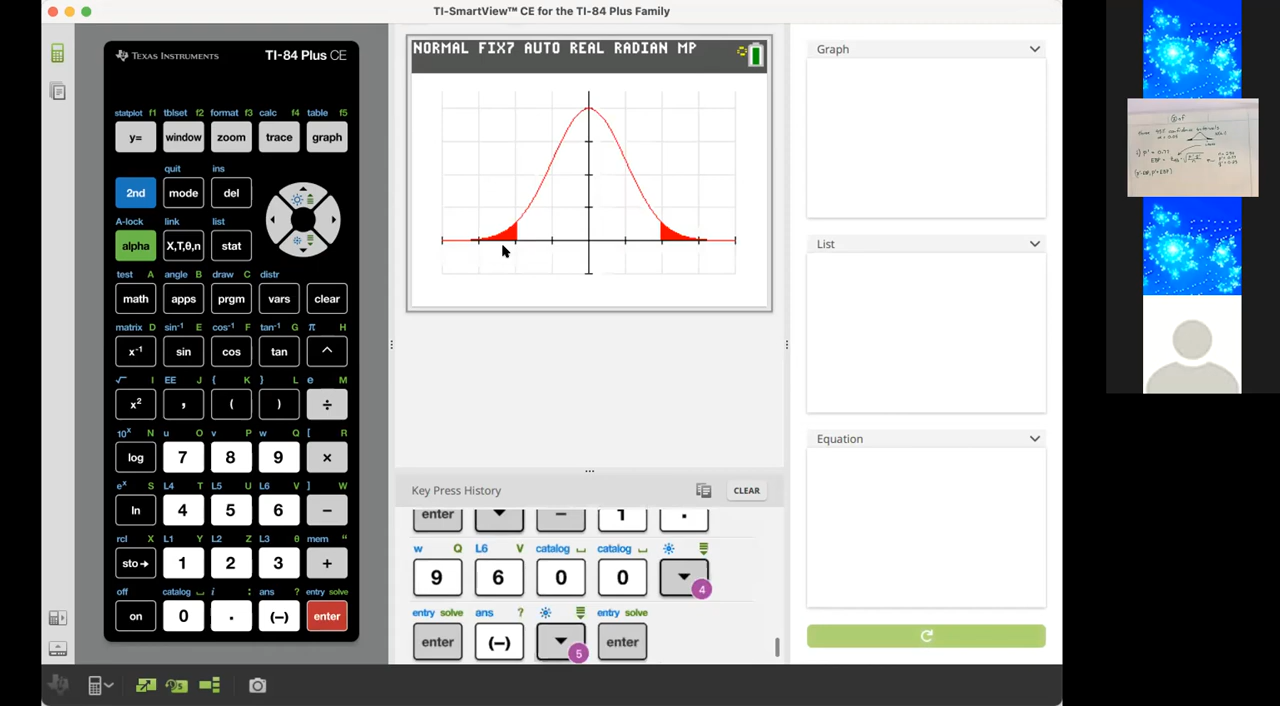 TI-SmartView™ CE for the TI-84 Plus Family
TEXAS INSTRUMENTS TI-84 Plus CE
statplot f1 tblset f2 format f3 calc f4 table f5
y= window zoom trace graph
quit ins
2nd mode del
A-lock link list
alpha X,T,θ,n stat
test A angle B draw C distr
math apps prgm vars clear
matrix D sin⁻¹ E cos⁻¹ F tan⁻¹ G π H
x⁻¹ sin cos tan ^
√ I EE J { K } L e M
x² , ( ) ÷
10ˣ N u O v P w Q [ R
log 7 8 9 ×
eˣ S L4 T L5 U L6 V ] W
ln 4 5 6 −
rcl X L1 Y L2 Z L3 θ mem "
sto→ 1 2 3 +
off catalog ⎵ i : ans ? entry solve
on 0 . (−) enter
NORMAL FIX7 AUTO REAL RADIAN MP
Key Press History
CLEAR
enter − 1 .
w Q L6 V catalog ⎵ catalog ⎵
9 6 0 0 4
entry solve ans ? entry solve
enter (−) 5 enter
Graph
List
Equation
95% confidence intervals
p' = 0.77